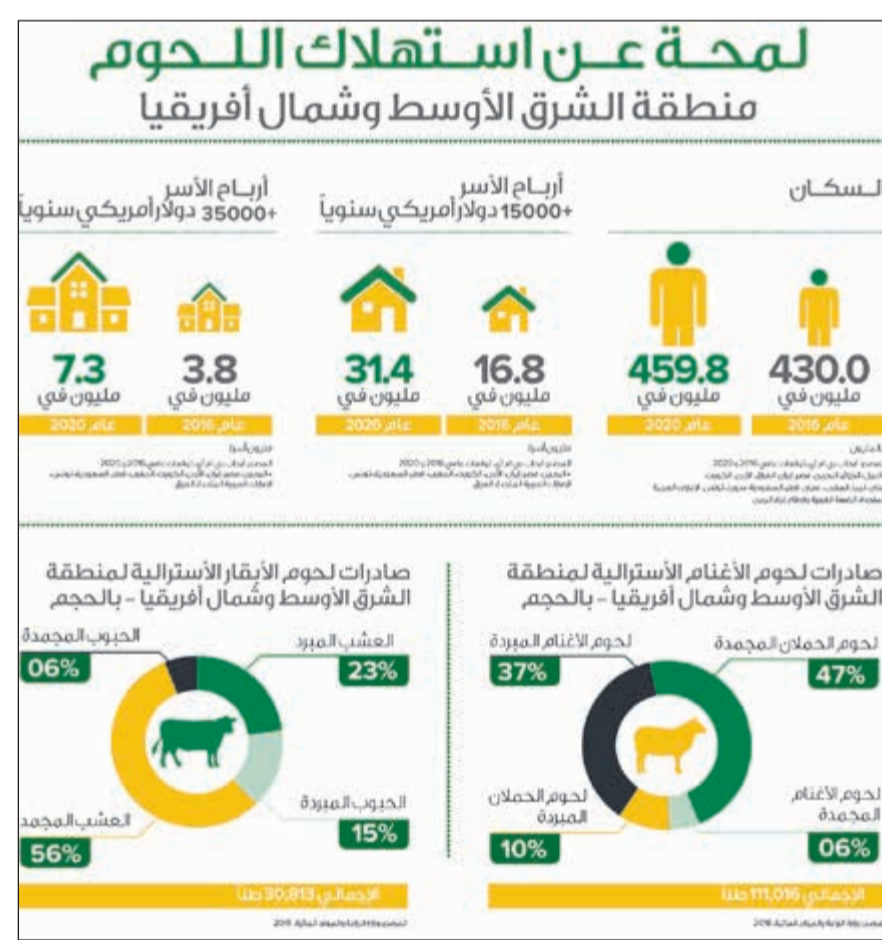 لمحة عن استهلاك اللحوم
منطقة الشرق الأوسط وشمال أفريقيا
لسكان
430.0
مليون في
عام 2016
459.8
مليون في
عام 2020
أرباح الأسر
+15000 دولار أمريكي سنوياً
16.8
مليون في
عام 2016
31.4
مليون في
عام 2020
أرباح الأسر
+35000 دولار أمريكي سنوياً
3.8
مليون في
عام 2016
7.3
مليون في
عام 2020
صادرات لحوم الأغنام الأسترالية لمنطقة
الشرق الأوسط وشمال أفريقيا - بالحجم
لحوم الحملان المجمدة
47%
لحوم الأغنام المبردة
37%
لحوم الأغنام
المجمدة
06%
لحوم الحملان
المبردة
10%
الإجمالي 111,016 طناً
صادرات لحوم الأبقار الأسترالية لمنطقة
الشرق الأوسط وشمال أفريقيا - بالحجم
العشب المبرد
23%
الحبوب المجمدة
06%
الحبوب المبردة
15%
العشب المجمد
56%
الإجمالي 30,813 طناً